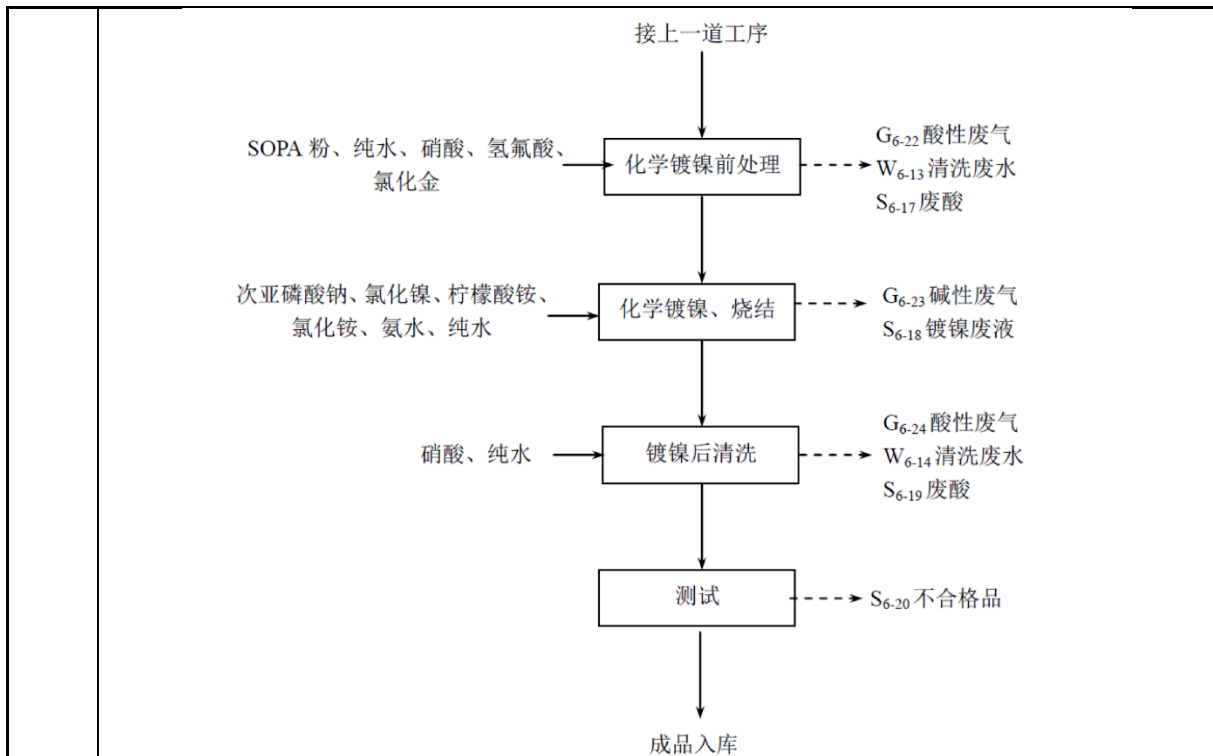 接上一道工序
SOPA 粉、纯水、硝酸、氢氟酸、
氯化金
化学镀镍前处理
G6-22 酸性废气
W6-13 清洗废水
S6-17 废酸
次亚磷酸钠、氯化镍、柠檬酸铵、
氯化铵、氨水、纯水
化学镀镍、烧结
G6-23 碱性废气
S6-18 镀镍废液
硝酸、纯水
镀镍后清洗
G6-24 酸性废气
W6-14 清洗废水
S6-19 废酸
测试
S6-20 不合格品
成品入库